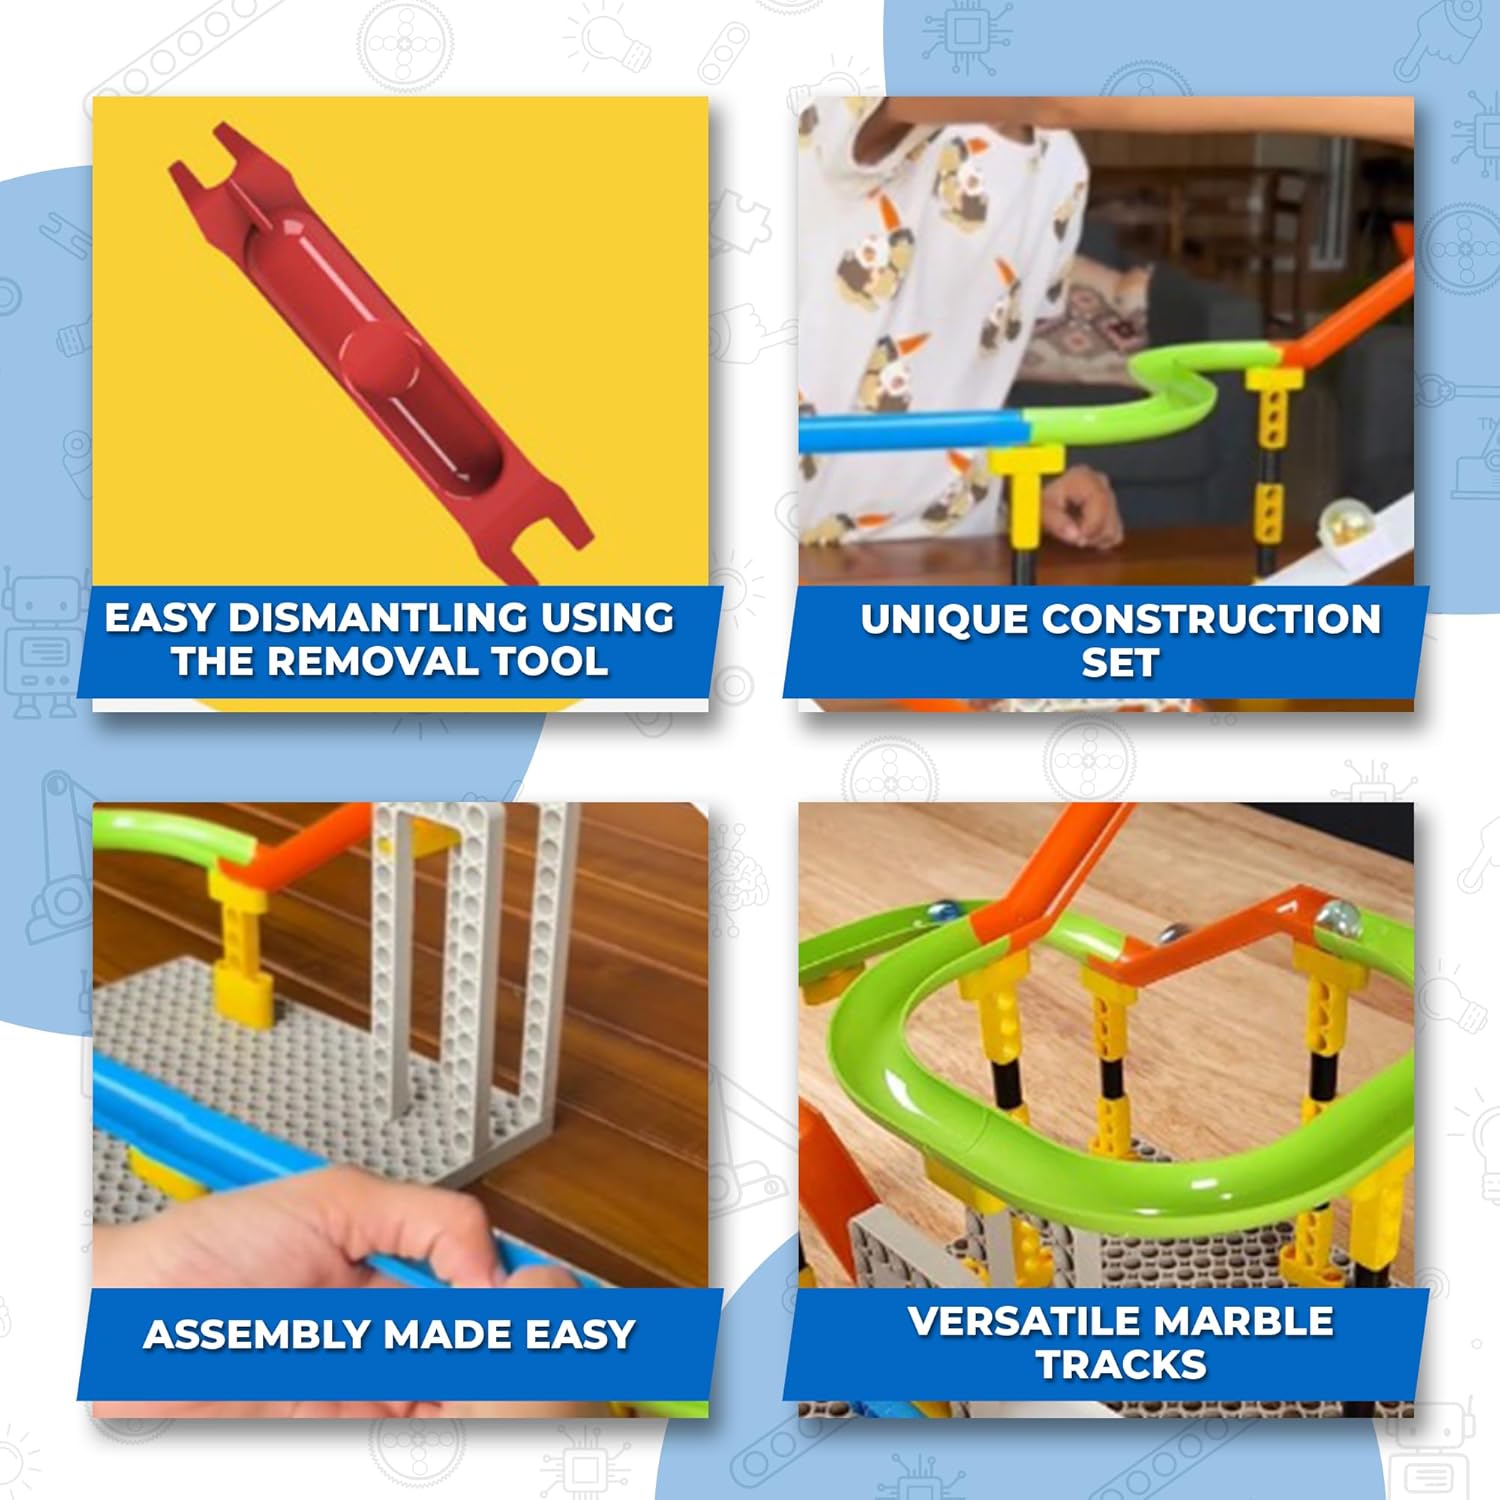 EASY DISMANTLING USING
THE REMOVAL TOOL
UNIQUE CONSTRUCTION
SET
ASSEMBLY MADE EASY
VERSATILE MARBLE
TRACKS